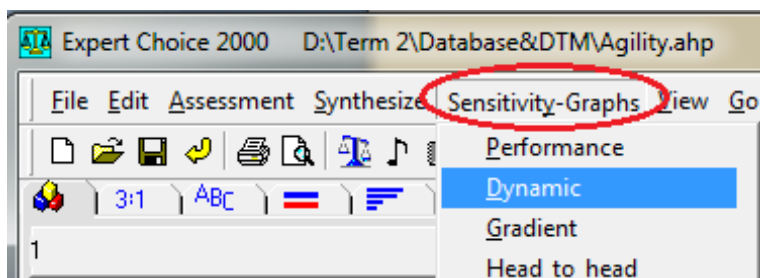 Expert Choice 2000 D:\Term 2\Database&DTM\Agility.ahp
File Edit Assessment Synthesize Sensitivity-Graphs View Go
Performance
3:1 ABC Dynamic
Gradient
1
Head to head